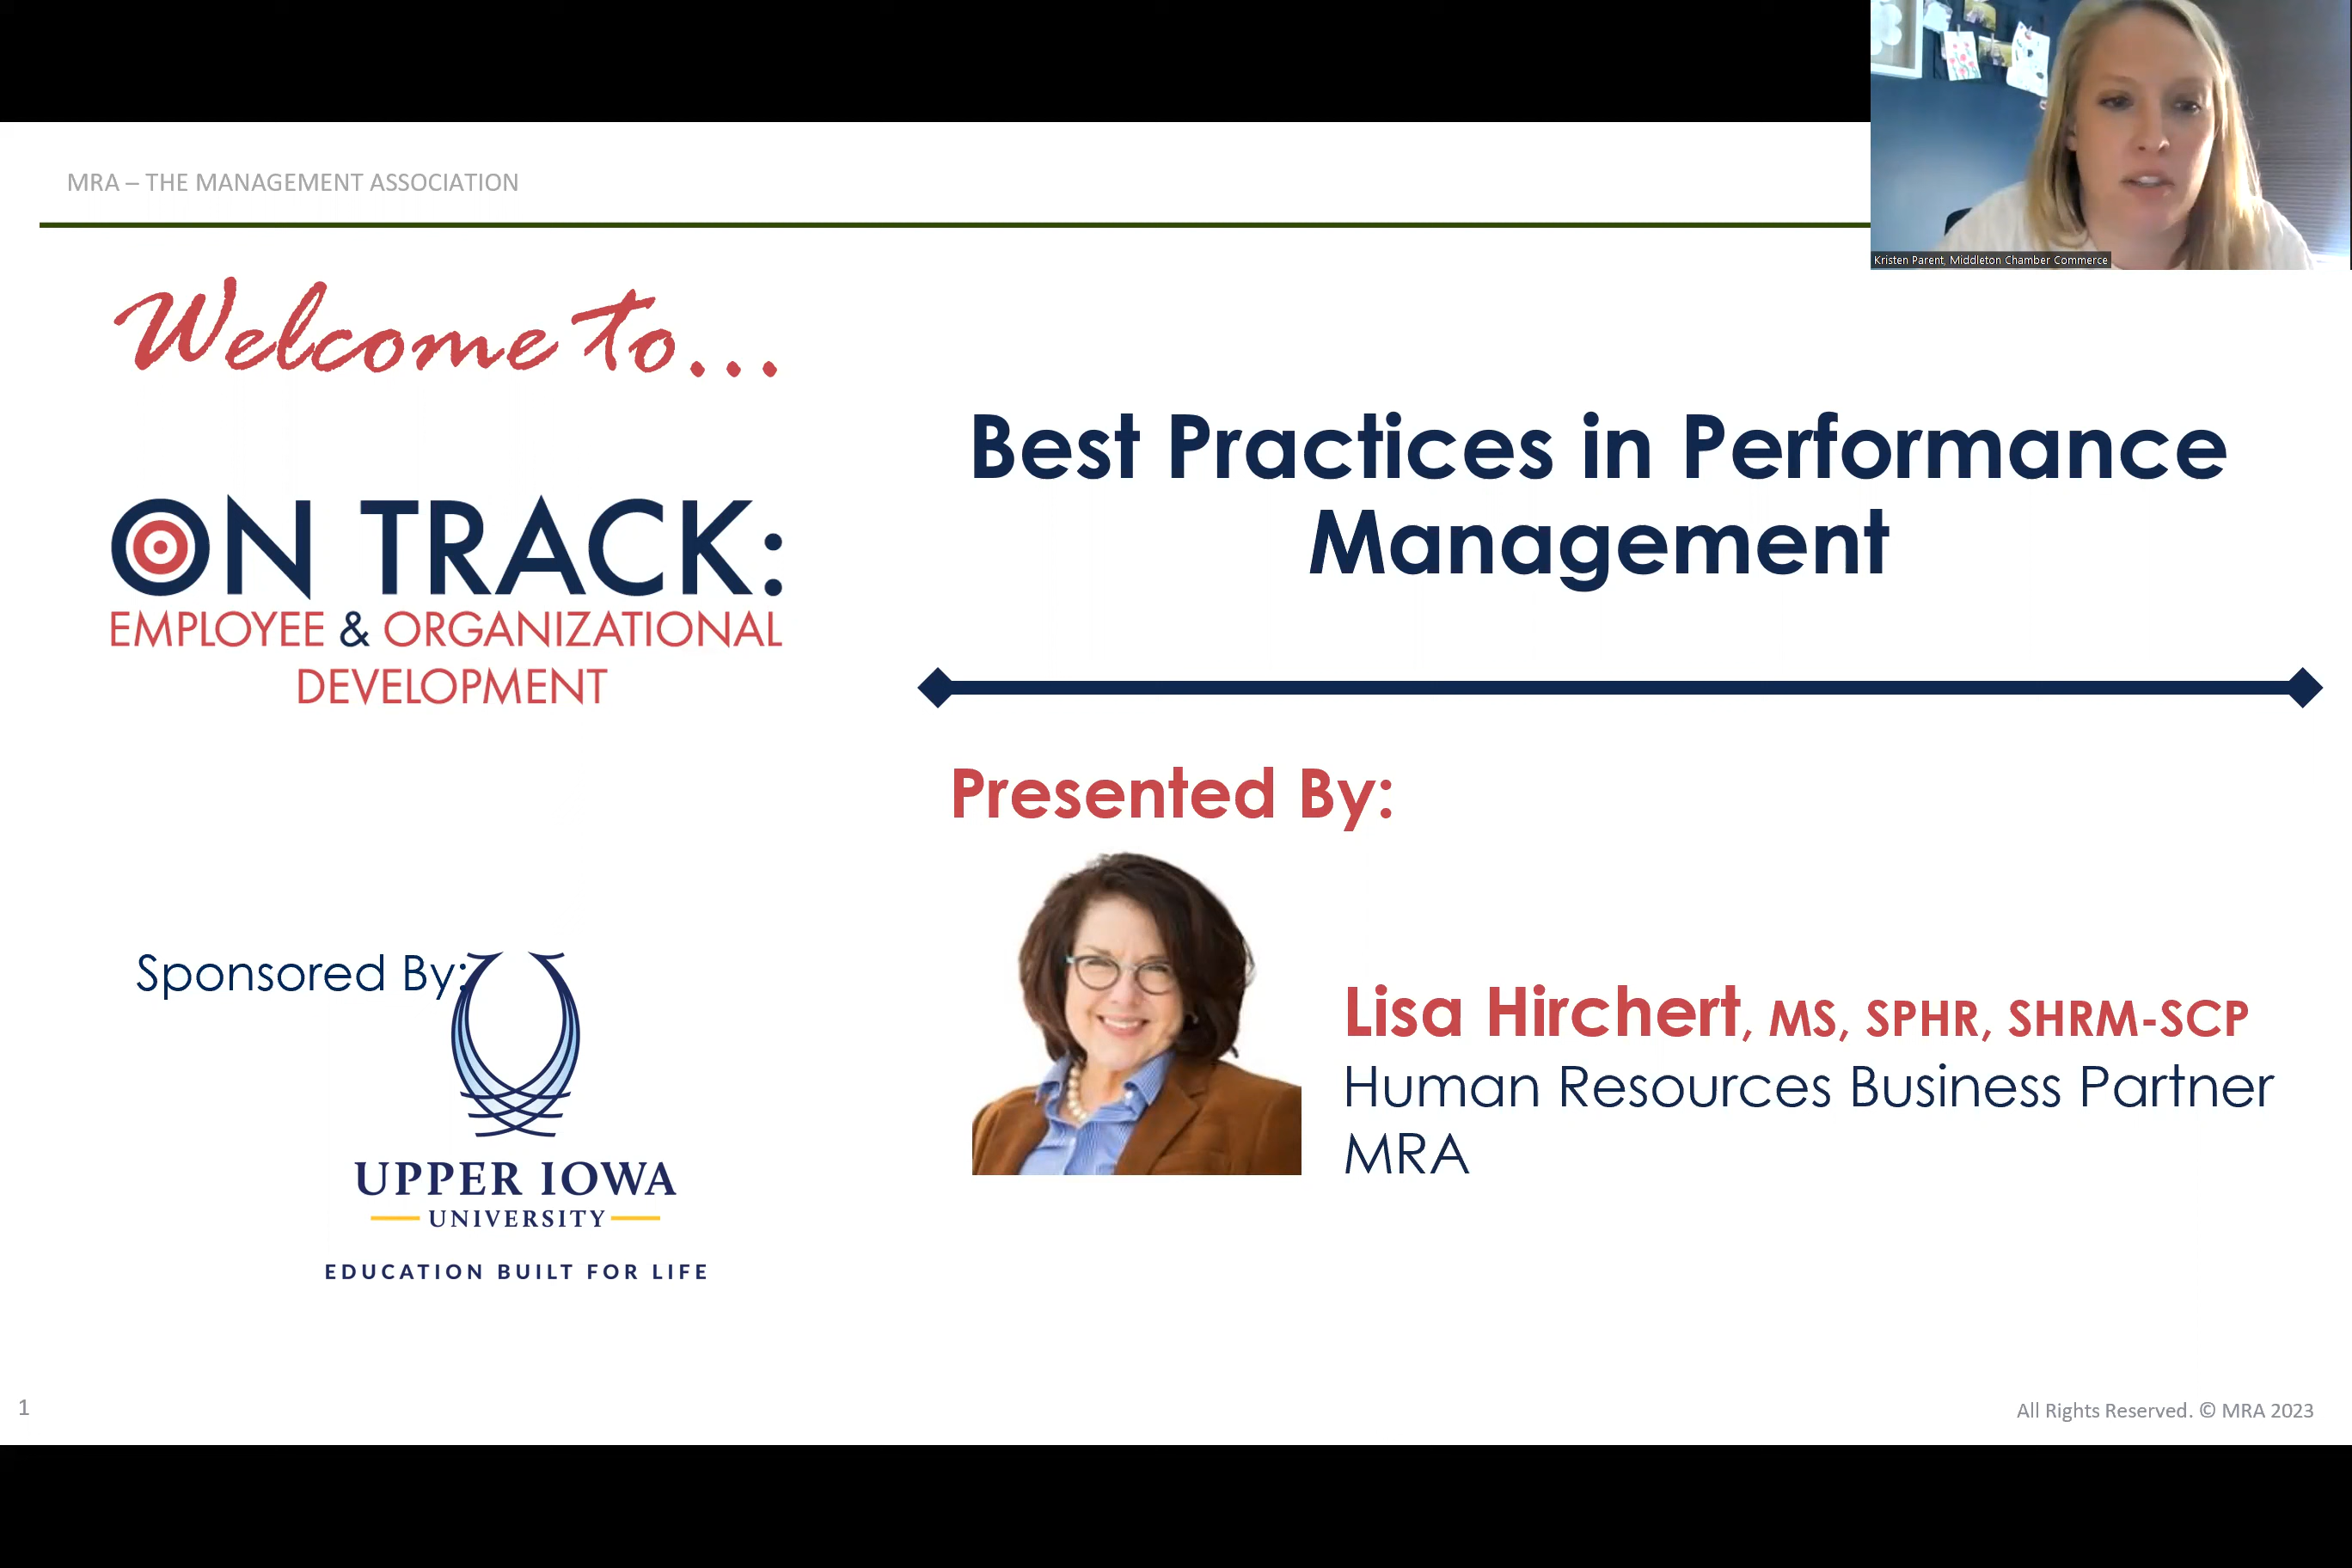 MRA – THE MANAGEMENT ASSOCIATION
Kristen Parent, Middleton Chamber Commerce
Welcome to...
ON TRACK:
EMPLOYEE & ORGANIZATIONAL
DEVELOPMENT
Best Practices in Performance
Management
Presented By:
Lisa Hirchert, MS, SPHR, SHRM-SCP
Human Resources Business Partner
MRA
Sponsored By:
UPPER IOWA
UNIVERSITY
EDUCATION BUILT FOR LIFE
1
All Rights Reserved. © MRA 2023